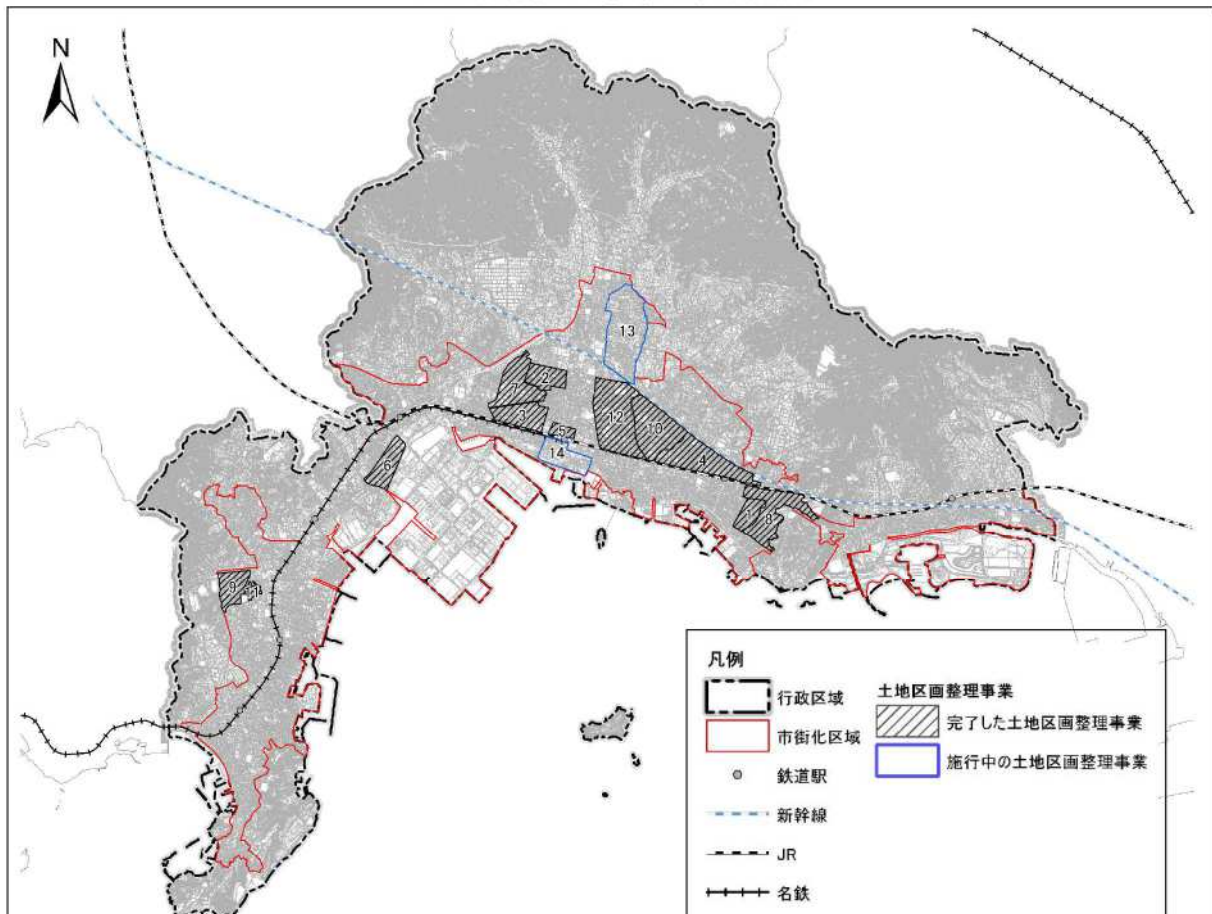 N
13
7
2
3
5
14
12
10
4
6
1
8
9
11
凡例
行政区域
市街化区域
鉄道駅
新幹線
JR
名鉄
土地区画整理事業
完了した土地区画整理事業
施行中の土地区画整理事業